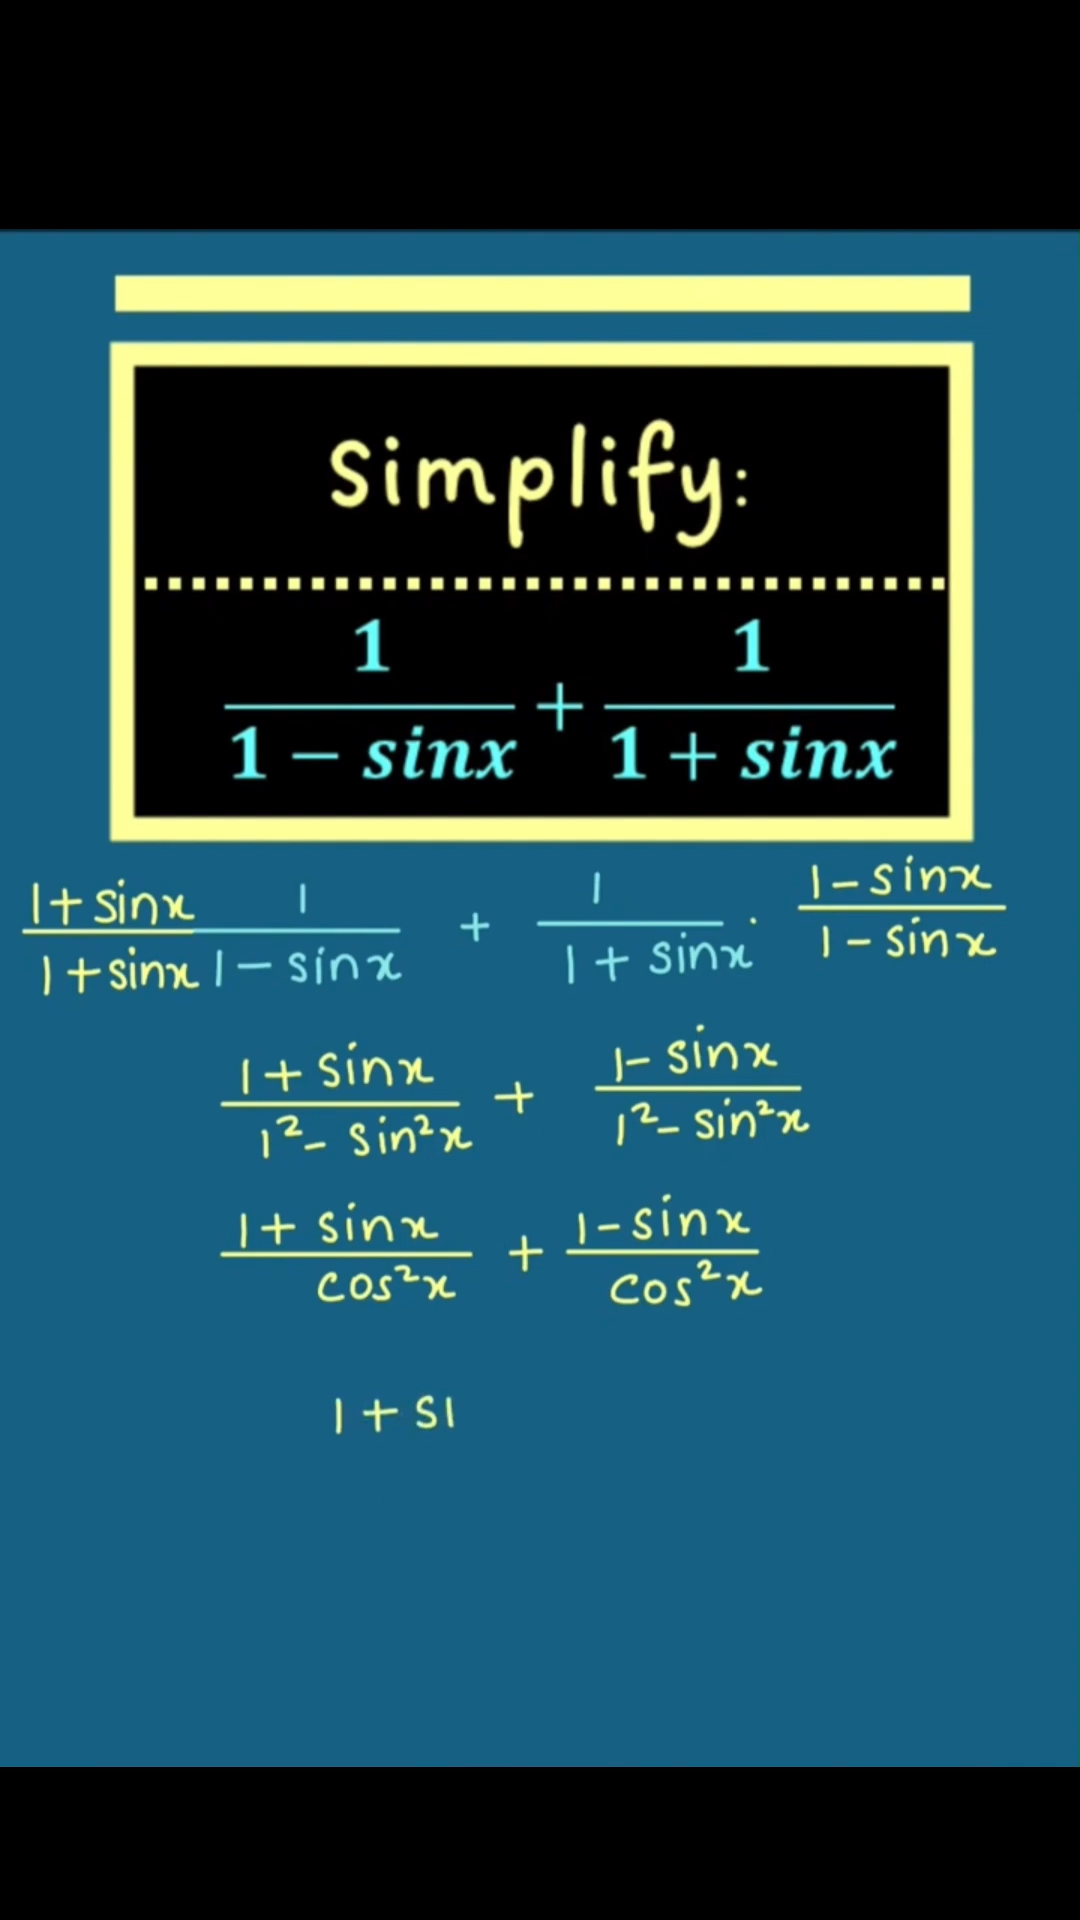 simplify:
1/(1 − sinx) + 1/(1 + sinx)
(1+sinx)/(1+sinx) 1/(1−sinx) + 1/(1+sinx) · (1−sinx)/(1−sinx)
(1+sinx)/(1²−sin²x) + (1−sinx)/(1²−sin²x)
(1+sinx)/(cos²x) + (1−sinx)/(cos²x)
1+sı